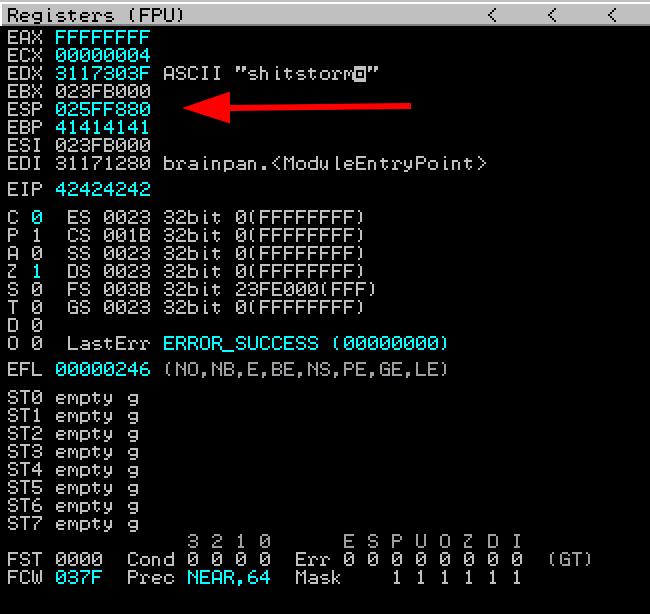 Registers (FPU) < < <
EAX FFFFFFFF
ECX 00000004
EDX 3117303F ASCII "shitstorm◘"
EBX 023FB000
ESP 025FF880
EBP 41414141
ESI 023FB000
EDI 31171280 brainpan.<ModuleEntryPoint>
EIP 42424242
C 0 ES 0023 32bit 0(FFFFFFFF)
P 1 CS 001B 32bit 0(FFFFFFFF)
A 0 SS 0023 32bit 0(FFFFFFFF)
Z 1 DS 0023 32bit 0(FFFFFFFF)
S 0 FS 003B 32bit 23FE000(FFF)
T 0 GS 0023 32bit 0(FFFFFFFF)
D 0
O 0 LastErr ERROR_SUCCESS (00000000)
EFL 00000246 (NO,NB,E,BE,NS,PE,GE,LE)
ST0 empty g
ST1 empty g
ST2 empty g
ST3 empty g
ST4 empty g
ST5 empty g
ST6 empty g
ST7 empty g
3 2 1 0 E S P U O Z D I
FST 0000 Cond 0 0 0 0 Err 0 0 0 0 0 0 0 0 (GT)
FCW 037F Prec NEAR,64 Mask 1 1 1 1 1 1